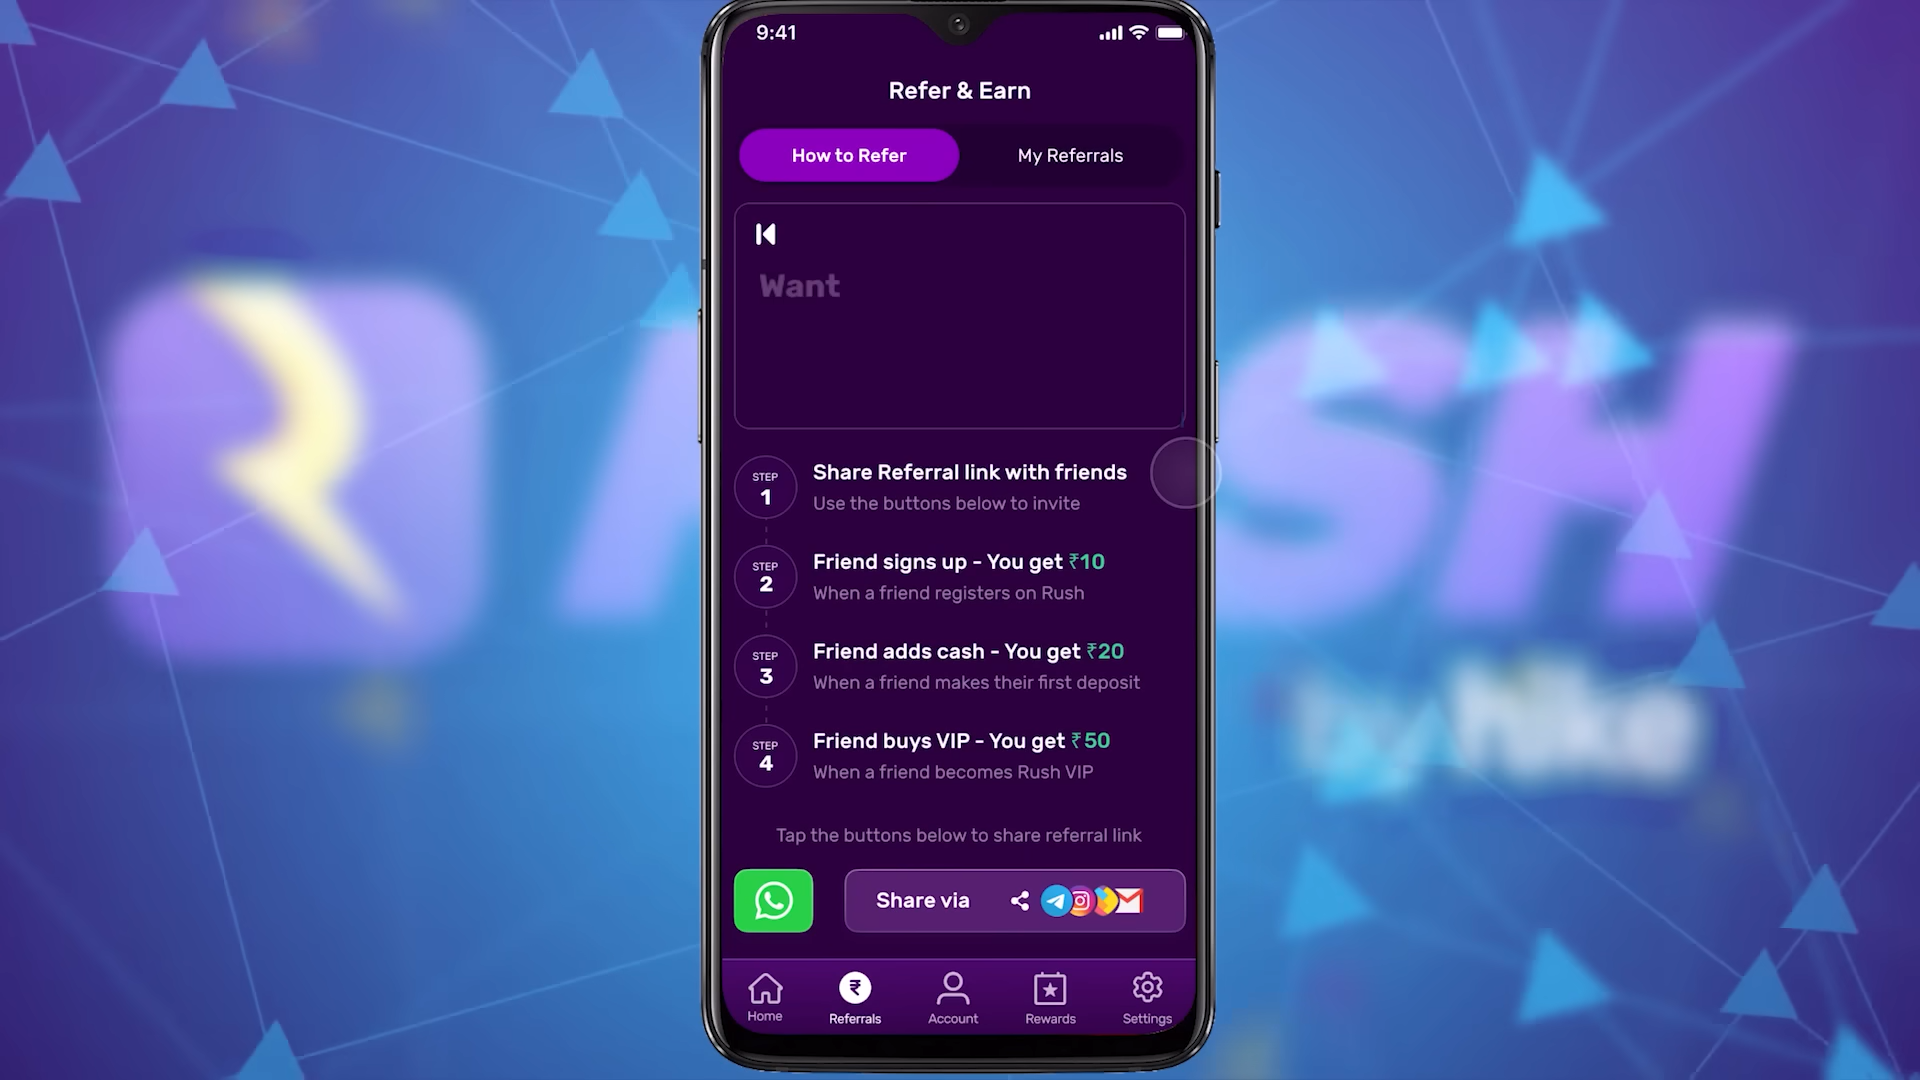 9:41
Refer & Earn
How to Refer
My Referrals
Want
STEP 1
Share Referral link with friends
Use the buttons below to invite
STEP 2
Friend signs up - You get ₹10
When a friend registers on Rush
STEP 3
Friend adds cash - You get ₹20
When a friend makes their first deposit
STEP 4
Friend buys VIP - You get ₹50
When a friend becomes Rush VIP
Tap the buttons below to share referral link
Share via
Home
Referrals
Account
Rewards
Settings